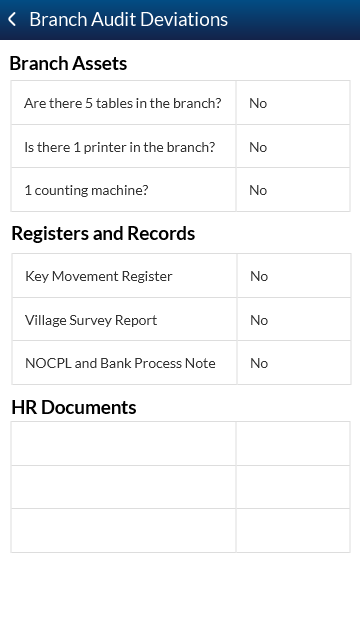 Branch Audit Deviations
Branch Assets
Are there 5 tables in the branch? No
Is there 1 printer in the branch? No
1 counting machine? No
Registers and Records
Key Movement Register No
Village Survey Report No
NOCPL and Bank Process Note No
HR Documents